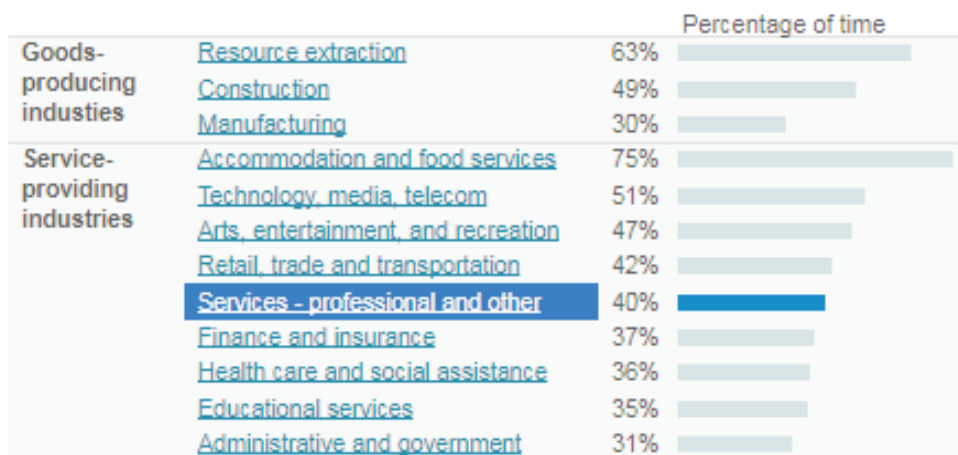 Percentage of time
Goods-
producing
industies
Resource extraction 63%
Construction 49%
Manufacturing 30%
Service-
providing
industries
Accommodation and food services 75%
Technology, media, telecom 51%
Arts, entertainment, and recreation 47%
Retail, trade and transportation 42%
Services - professional and other 40%
Finance and insurance 37%
Health care and social assistance 36%
Educational services 35%
Administrative and government 31%